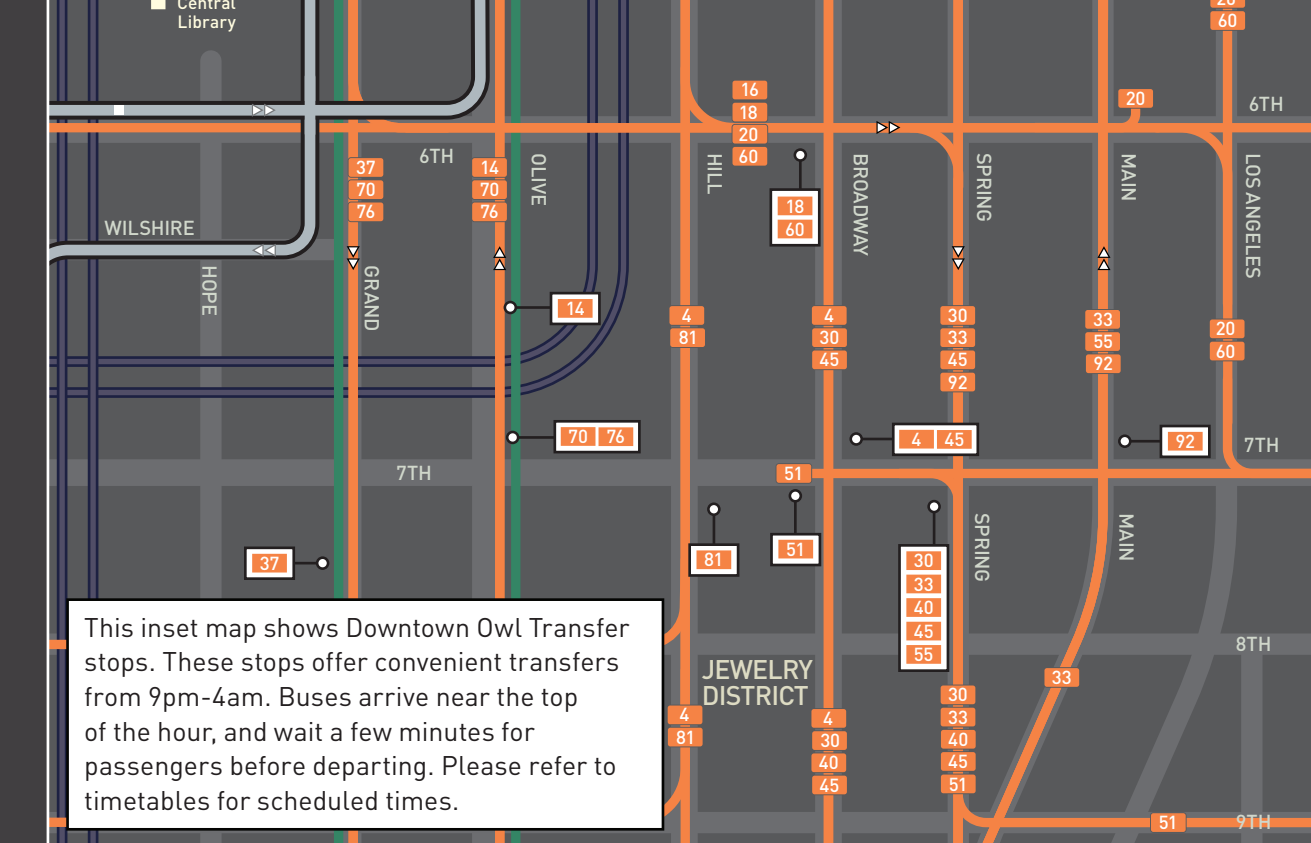 Central
Library
20
60
16
18
20
60
20
6TH
6TH
37
70
76
14
70
76
OLIVE
HILL
18
60
BROADWAY
SPRING
MAIN
LOS ANGELES
WILSHIRE
HOPE
GRAND
14
4
81
4
30
45
30
33
45
92
33
55
92
20
60
70 76
4 45
92
7TH
7TH
51
37
81
51
30
33
40
45
55
SPRING
MAIN
This inset map shows Downtown Owl Transfer
stops. These stops offer convenient transfers
from 9pm-4am. Buses arrive near the top
of the hour, and wait a few minutes for
passengers before departing. Please refer to
timetables for scheduled times.
8TH
JEWELRY
DISTRICT
33
4
81
4
30
40
45
30
33
40
45
51
51
9TH